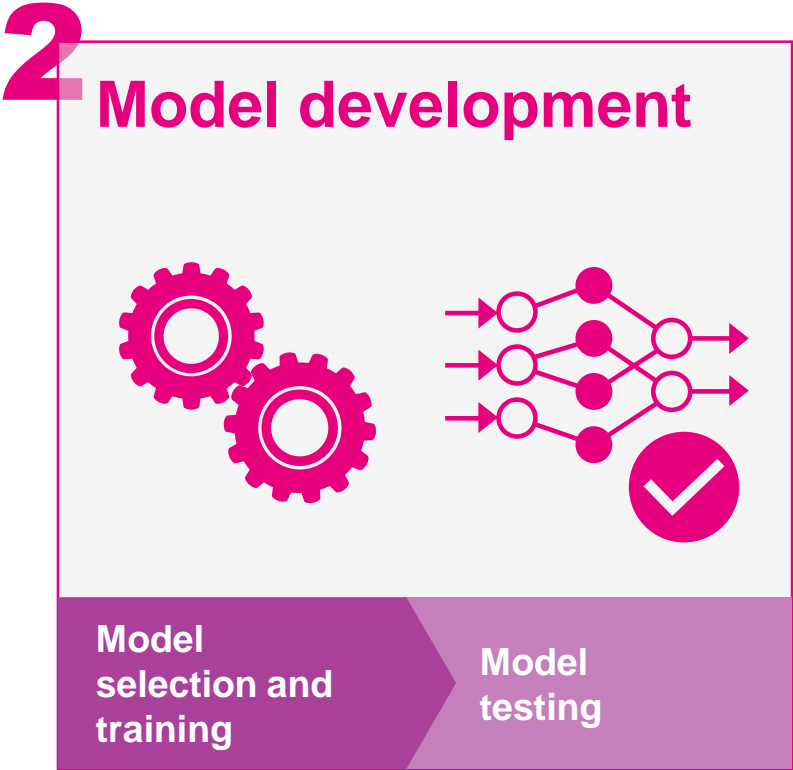 2
Model development
Model
selection and
training
Model
testing